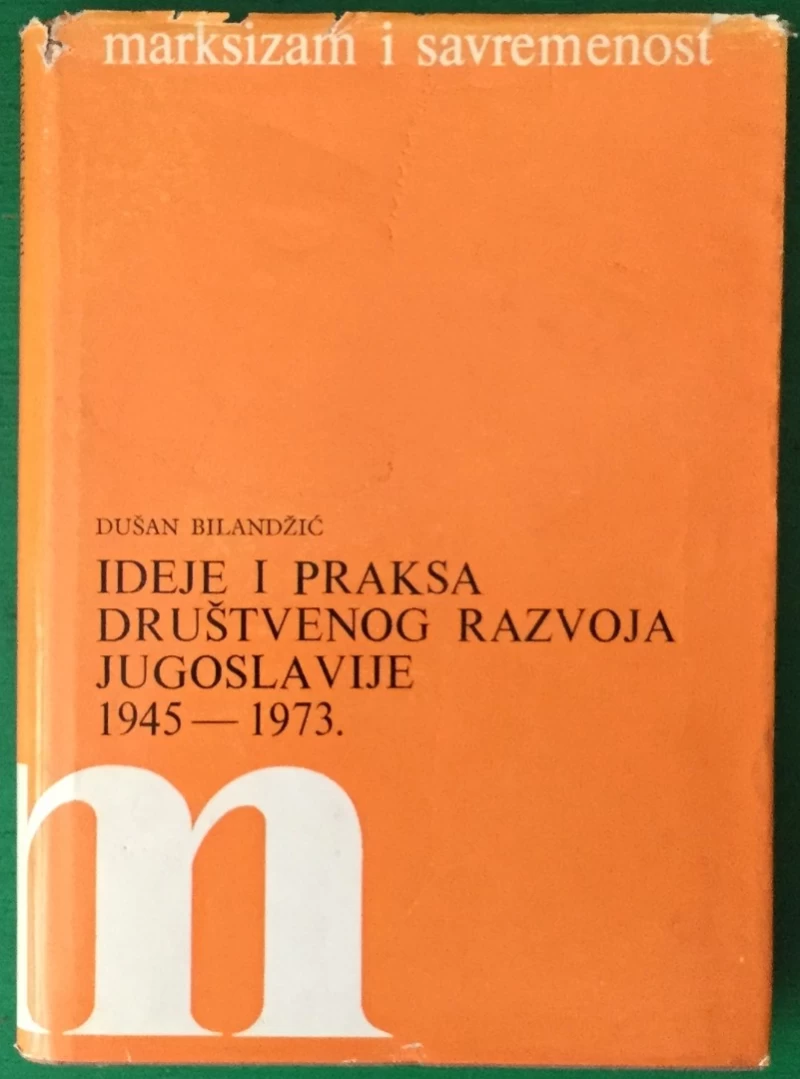 marksizam i savremenost
DUŠAN BILANDŽIĆ
IDEJE I PRAKSA
DRUŠTVENOG RAZVOJA
JUGOSLAVIJE
1945 — 1973.
m